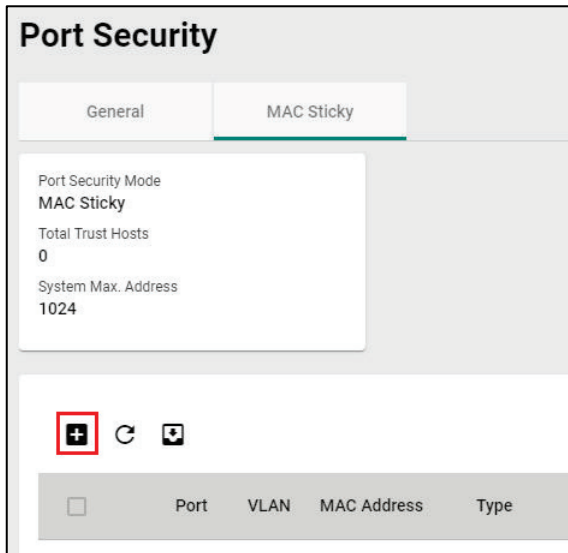 Port Security
General MAC Sticky
Port Security Mode
MAC Sticky
Total Trust Hosts
0
System Max. Address
1024
Port VLAN MAC Address Type